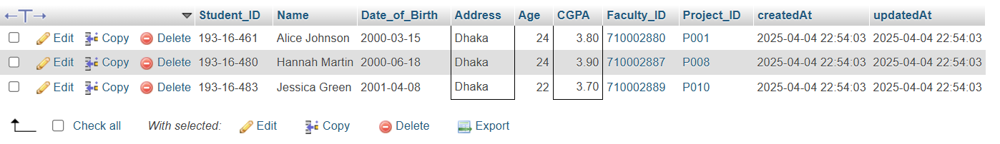 Student_ID Name Date_of_Birth Address Age CGPA Faculty_ID Project_ID createdAt updatedAt
Edit Copy Delete 193-16-461 Alice Johnson 2000-03-15 Dhaka 24 3.80 710002880 P001 2025-04-04 22:54:03 2025-04-04 22:54:03
Edit Copy Delete 193-16-480 Hannah Martin 2000-06-18 Dhaka 24 3.90 710002887 P008 2025-04-04 22:54:03 2025-04-04 22:54:03
Edit Copy Delete 193-16-483 Jessica Green 2001-04-08 Dhaka 22 3.70 710002889 P010 2025-04-04 22:54:03 2025-04-04 22:54:03
Check all With selected: Edit Copy Delete Export